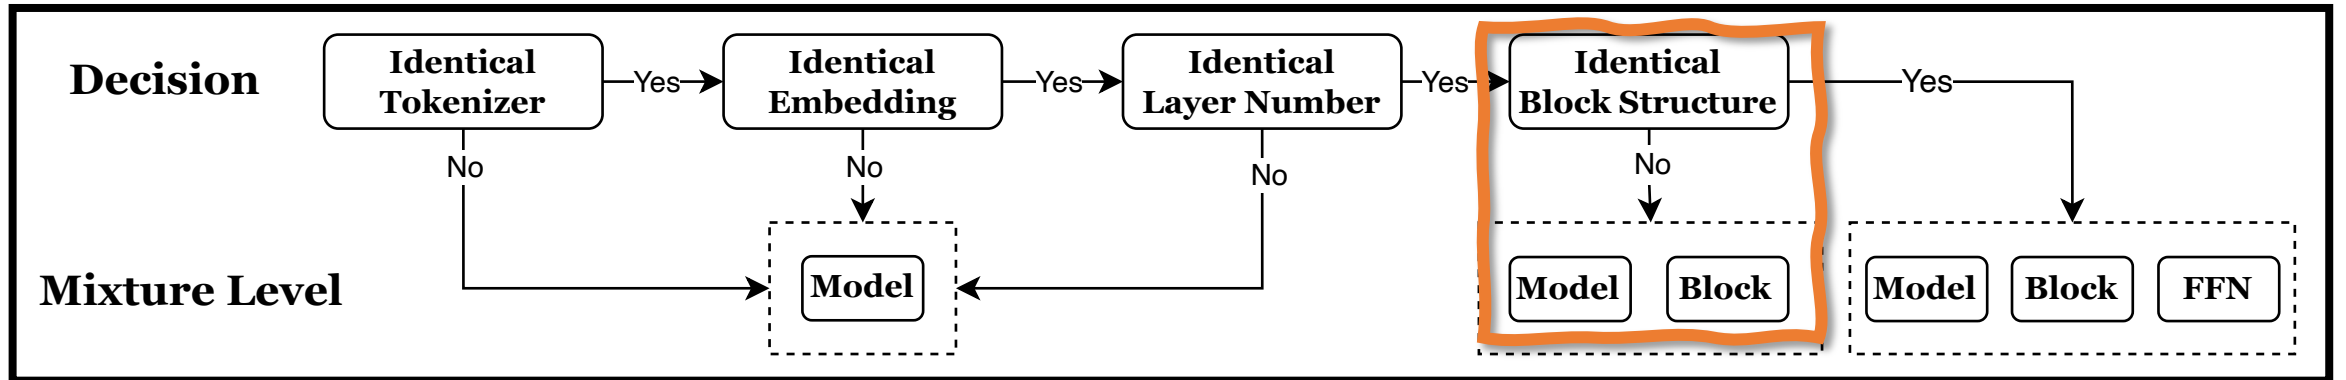 Decision
Identical
Tokenizer
Yes
Identical
Embedding
Yes
Identical
Layer Number
Yes
Identical
Block Structure
Yes
No
No
No
No
Mixture Level
Model
Model
Block
Model
Block
FFN